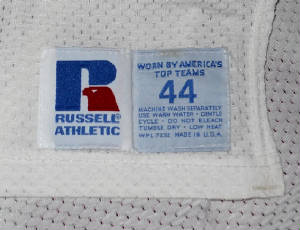 R
RUSSELL®
ATHLETIC
WORN BY AMERICA'S
TOP TEAMS
44
MACHINE WASH SEPARATELY
USE WARM WATER - GENTLE
CYCLE - DO NOT BLEACH
TUMBLE DRY - LOW HEAT
MADE IN U.S.A.